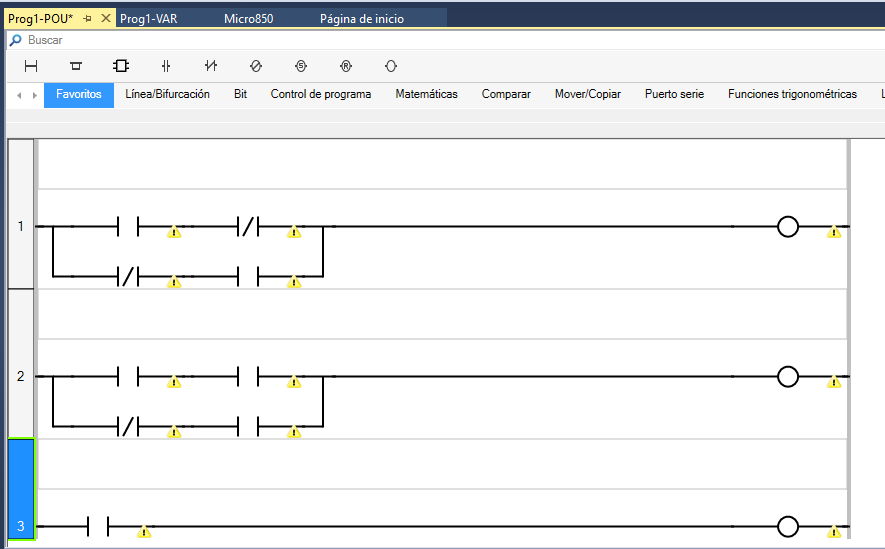 Prog1-POU* Prog1-VAR Micro850 Página de inicio
Buscar
S R
Favoritos Línea/Bifurcación Bit Control de programa Matemáticas Comparar Mover/Copiar Puerto serie Funciones trigonométricas
1
2
3